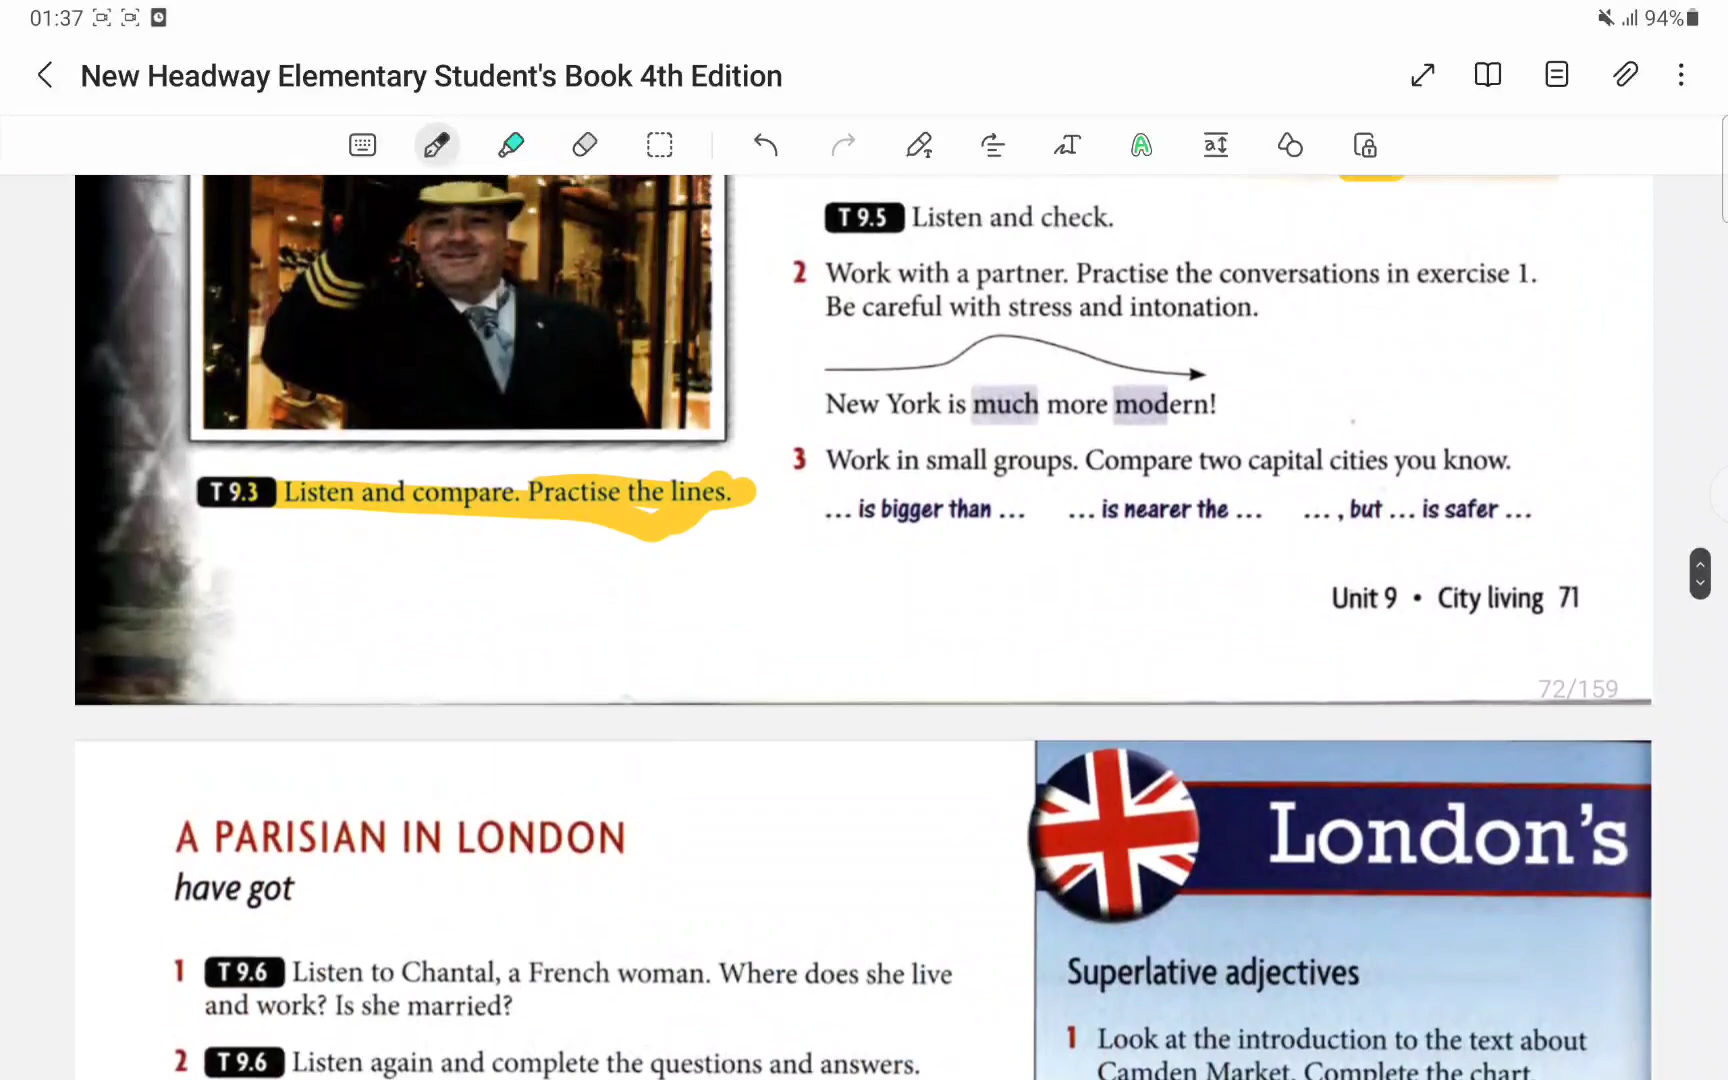 01:37
94%
New Headway Elementary Student's Book 4th Edition
T 9.5 Listen and check.
2 Work with a partner. Practise the conversations in exercise 1.
Be careful with stress and intonation.
New York is much more modern!
3 Work in small groups. Compare two capital cities you know.
... is bigger than ... ... is nearer the ... ... , but ... is safer ...
T 9.3 Listen and compare. Practise the lines.
Unit 9 • City living 71
72/159
A PARISIAN IN LONDON
have got
1 T 9.6 Listen to Chantal, a French woman. Where does she live
and work? Is she married?
2 T 9.6 Listen again and complete the questions and answers.
London's
Superlative adjectives
1 Look at the introduction to the text about
Camden Market. Complete the chart.